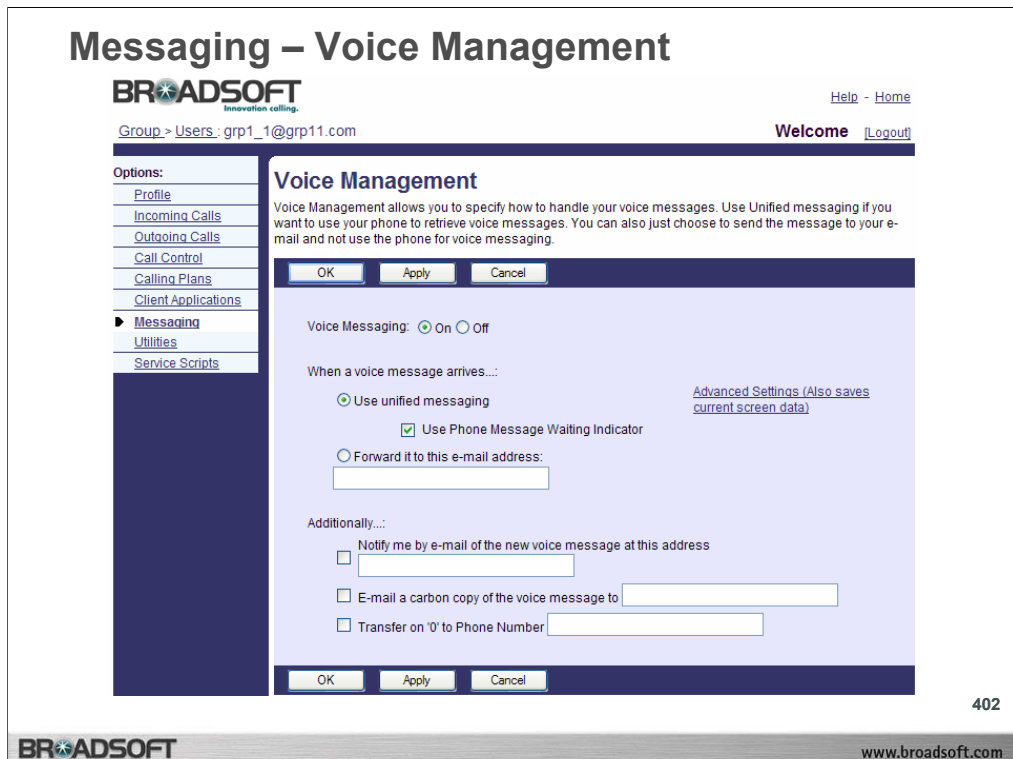 Messaging – Voice Management
BROADSOFT
Innovation calling.
Help - Home
Group > Users : grp1_1@grp11.com
Welcome [Logout]
Options:
Profile
Incoming Calls
Outgoing Calls
Call Control
Calling Plans
Client Applications
Messaging
Utilities
Service Scripts
Voice Management
Voice Management allows you to specify how to handle your voice messages. Use Unified messaging if you
want to use your phone to retrieve voice messages. You can also just choose to send the message to your e-
mail and not use the phone for voice messaging.
OK Apply Cancel
Voice Messaging: On Off
When a voice message arrives...:
Use unified messaging
Advanced Settings (Also saves
current screen data)
Use Phone Message Waiting Indicator
Forward it to this e-mail address:
Additionally...:
Notify me by e-mail of the new voice message at this address
E-mail a carbon copy of the voice message to
Transfer on '0' to Phone Number
OK Apply Cancel
402
BROADSOFT
www.broadsoft.com